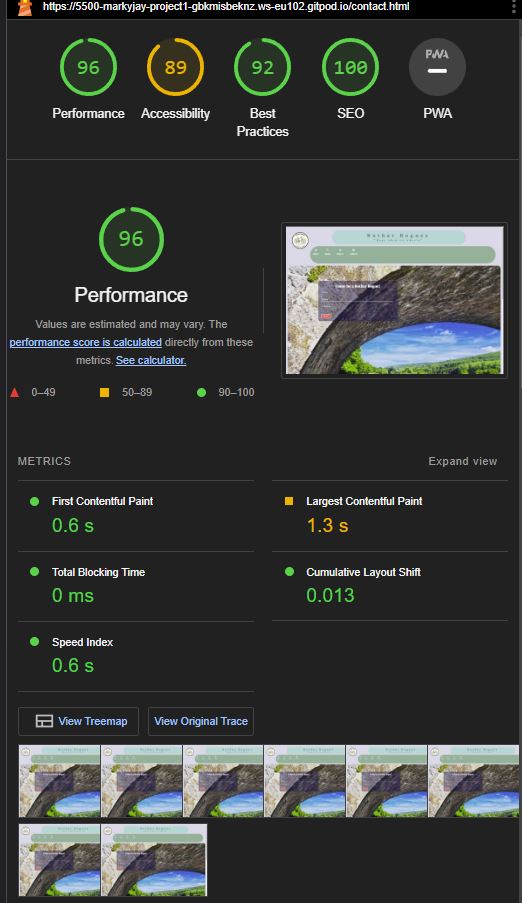 https://5500-markyjay-project1-gbkmisbeknz.ws-eu102.gitpod.io/contact.html
96
89
92
100
PWA
Performance
Accessibility
Best
Practices
SEO
PWA
96
Performance
Values are estimated and may vary. The
performance score is calculated directly from these
metrics. See calculator.
0–49
50–89
90–100
METRICS
Expand view
First Contentful Paint
0.6 s
Largest Contentful Paint
1.3 s
Total Blocking Time
0 ms
Cumulative Layout Shift
0.013
Speed Index
0.6 s
View Treemap
View Original Trace